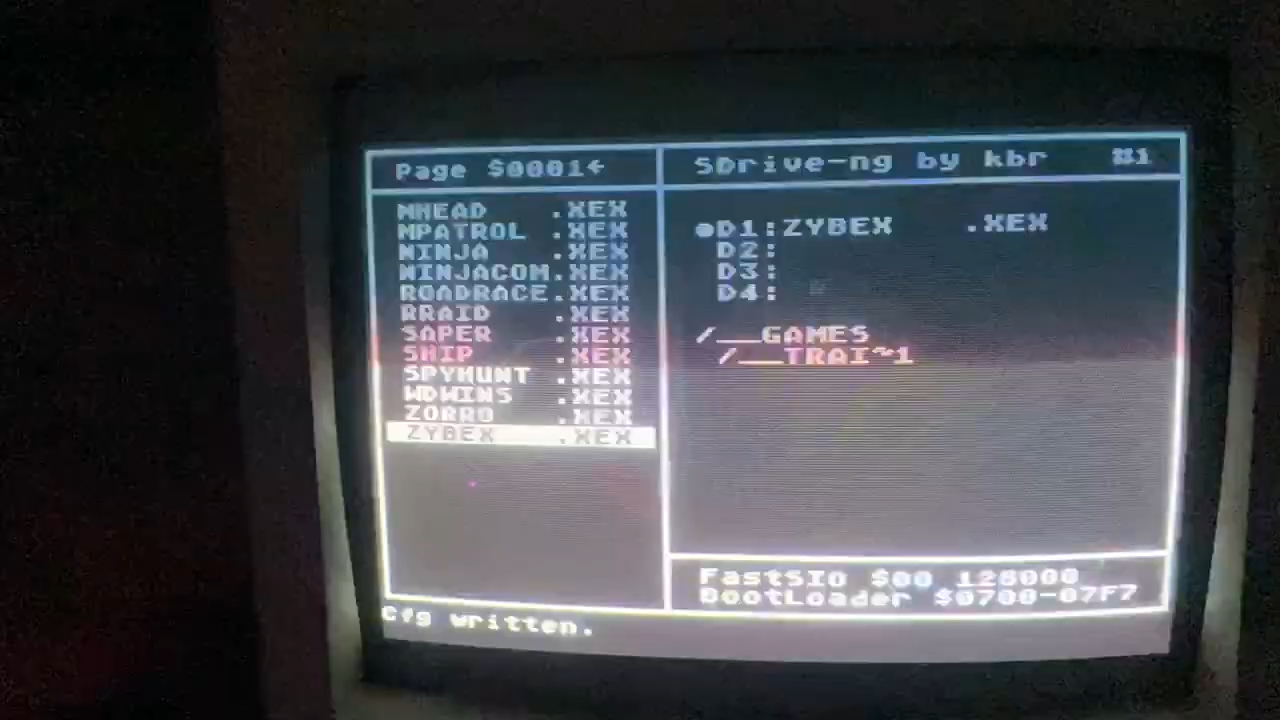 Page $0001←
MHEAD .XEX
MPATROL .XEX
NINJA .XEX
NINJACOM.XEX
ROADRACE.XEX
RRAID .XEX
SAPER .XEX
SHIP .XEX
SPYHUNT .XEX
WDWINS .XEX
ZORRO .XEX
ZYBEX .XEX
SDrive-ng by kbr #1
●D1:ZYBEX .XEX
D2:
D3:
D4:
/__GAMES
/__TRAI~1
FastSIO $00 128000
BootLoader $0700-07F7
Cfg written.